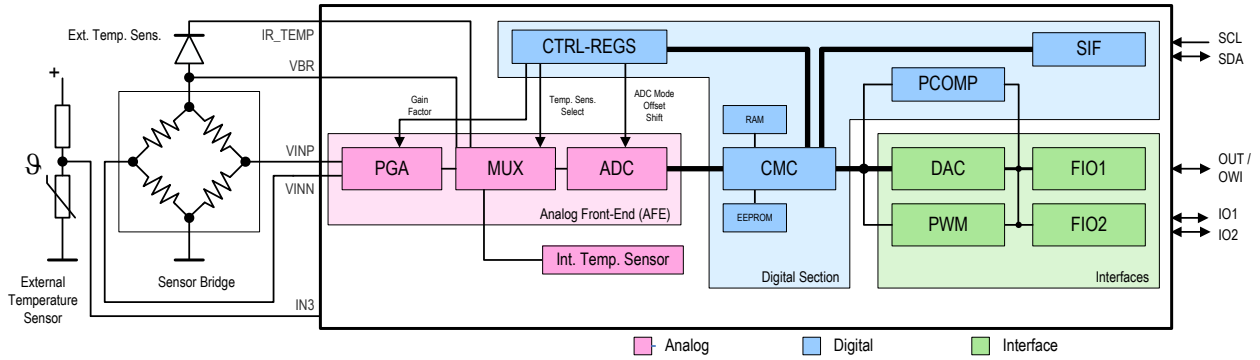 Ext. Temp. Sens.
IR_TEMP
VBR
CTRL-REGS
SIF
SCL
SDA
PCOMP
+
Gain
Factor
Temp. Sens.
Select
ADC Mode
Offset
Shift
RAM
ϑ
VINP
VINN
PGA
MUX
ADC
CMC
DAC
FIO1
OUT /
OWI
Analog Front-End (AFE)
EEPROM
PWM
FIO2
IO1
IO2
Int. Temp. Sensor
External
Temperature
Sensor
Sensor Bridge
IN3
Digital Section
Interfaces
Analog
Digital
Interface